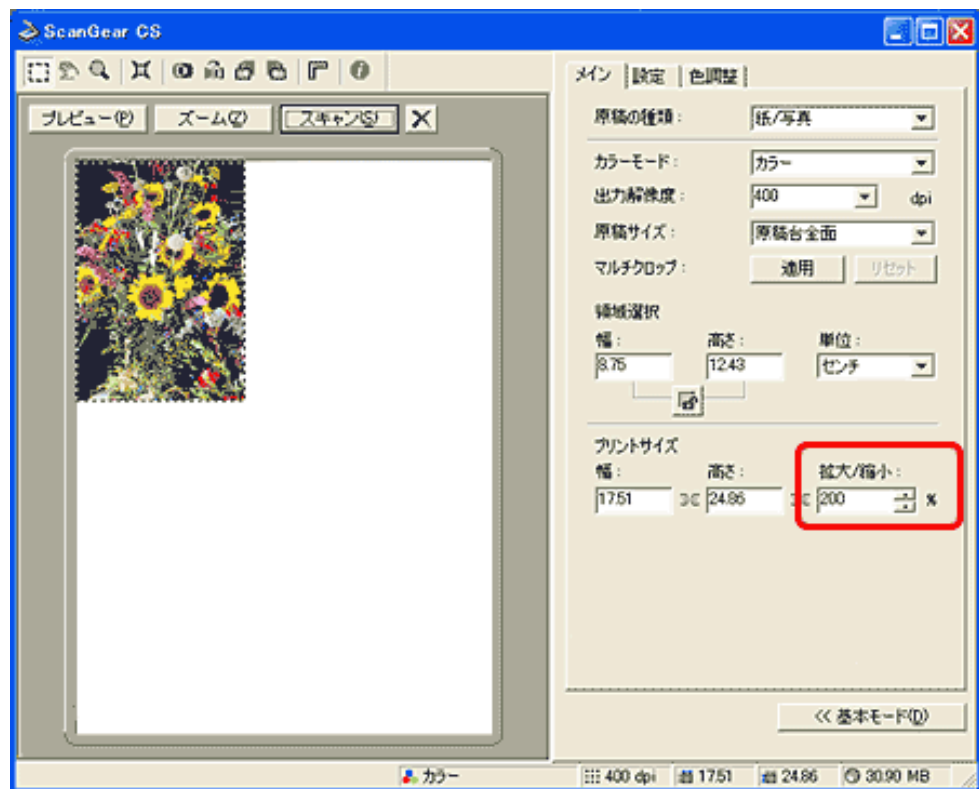 ScanGear CS
プレビュー(P) ズーム(Z) スキャン(S)
メイン 設定 色調整
原稿の種類： 紙/写真
カラーモード： カラー
出力解像度： 400 dpi
原稿サイズ： 原稿台全面
マルチクロップ： 適用 リセット
領域選択
幅： 高さ： 単位：
8.75 12.43 センチ
プリントサイズ
幅： 高さ： 拡大/縮小：
17.51 24.86 200 %
<< 基本モード(D)
カラー 400 dpi 17.51 24.86 30.90 MB